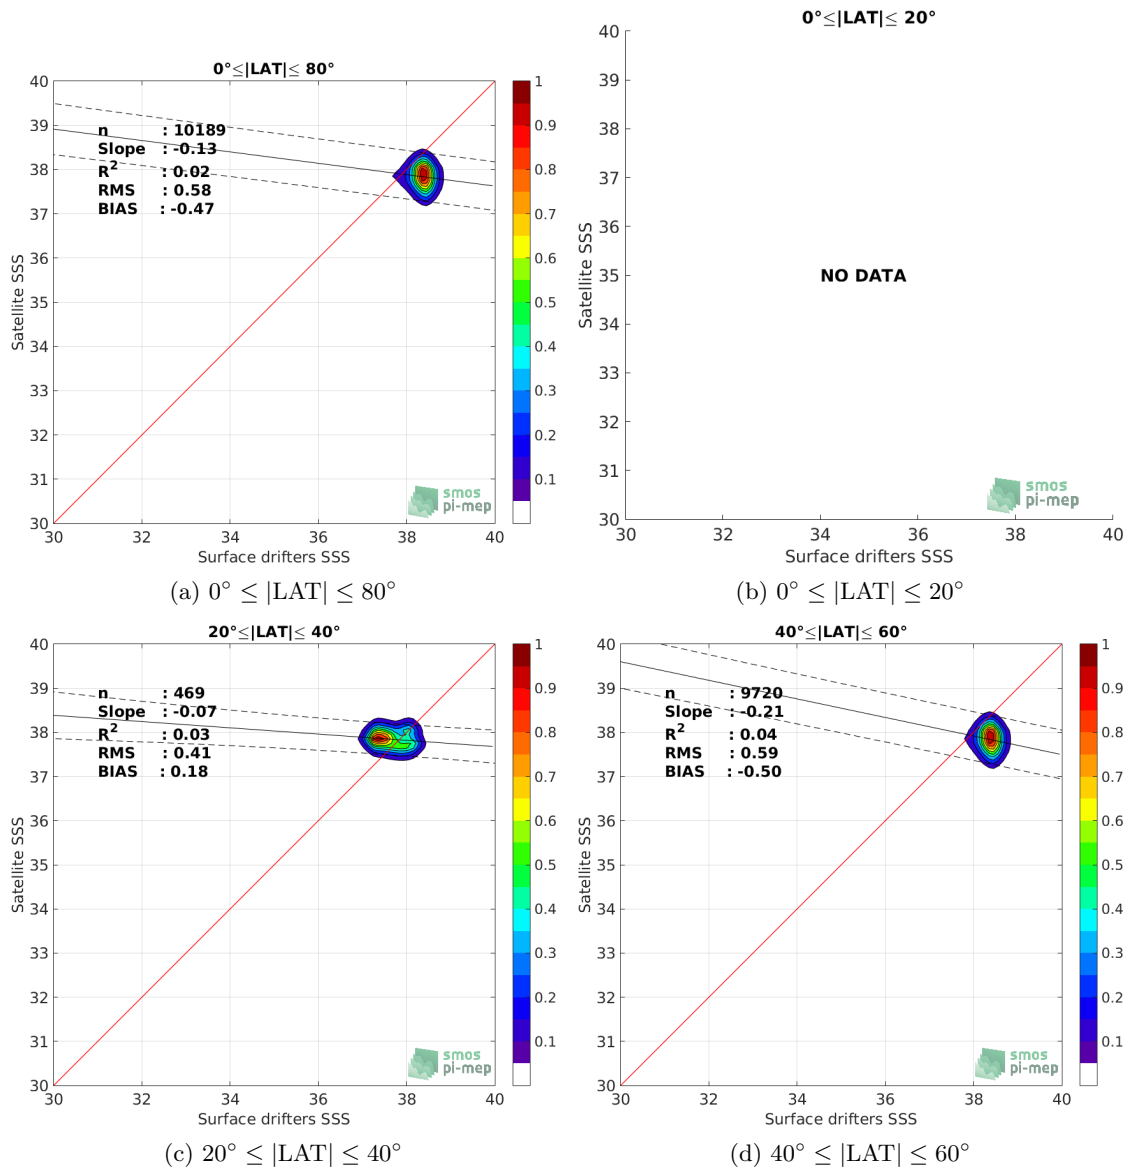 0°≤|LAT|≤ 80°
40
39
38
37
36
35
34
33
32
31
30
Satellite SSS
n : 10189
Slope : -0.13
R2 : 0.02
RMS : 0.58
BIAS : -0.47
smos
pi-mep
30 32 34 36 38 40
Surface drifters SSS
1
0.9
0.8
0.7
0.6
0.5
0.4
0.3
0.2
0.1
(a) 0° ≤ |LAT| ≤ 80°
0°≤|LAT|≤ 20°
40
39
38
37
36
35
34
33
32
31
30
Satellite SSS
NO DATA
smos
pi-mep
30 32 34 36 38 40
Surface drifters SSS
(b) 0° ≤ |LAT| ≤ 20°
20°≤|LAT|≤ 40°
40
39
38
37
36
35
34
33
32
31
30
Satellite SSS
n : 469
Slope : -0.07
R2 : 0.03
RMS : 0.41
BIAS : 0.18
smos
pi-mep
30 32 34 36 38 40
Surface drifters SSS
1
0.9
0.8
0.7
0.6
0.5
0.4
0.3
0.2
0.1
(c) 20° ≤ |LAT| ≤ 40°
40°≤|LAT|≤ 60°
40
39
38
37
36
35
34
33
32
31
30
Satellite SSS
n : 9720
Slope : -0.21
R2 : 0.04
RMS : 0.59
BIAS : -0.50
smos
pi-mep
30 32 34 36 38 40
Surface drifters SSS
1
0.9
0.8
0.7
0.6
0.5
0.4
0.3
0.2
0.1
(d) 40° ≤ |LAT| ≤ 60°